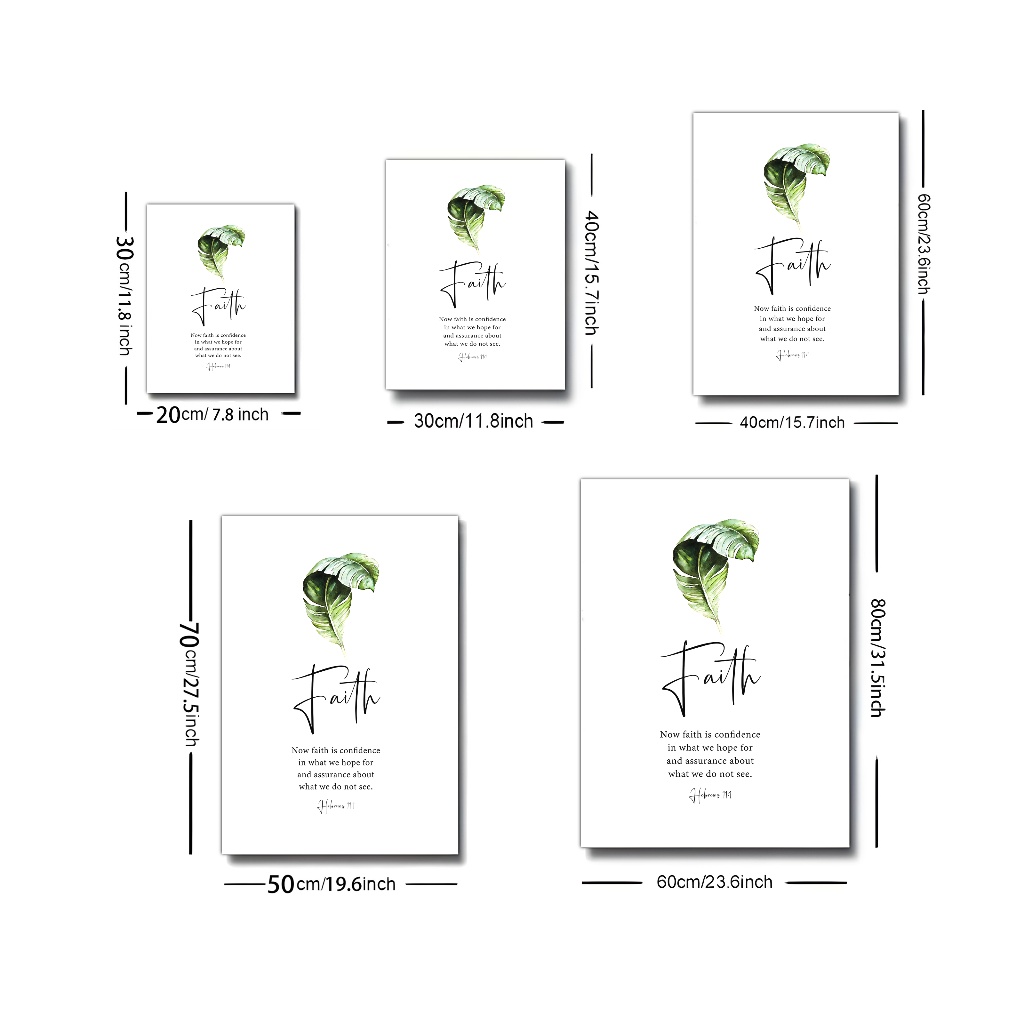 Faith
Now faith is confidence
in what we hope for
and assurance about
what we do not see.
Hebrews 11:1
30cm/11.8 inch
20cm/ 7.8 inch
Faith
Now faith is confidence
in what we hope for
and assurance about
what we do not see.
Hebrews 11:1
40cm/15.7inch
30cm/11.8inch
Faith
Now faith is confidence
in what we hope for
and assurance about
what we do not see.
Hebrews 11:1
60cm/23.6inch
40cm/15.7inch
70cm/27.5inch
Faith
Now faith is confidence
in what we hope for
and assurance about
what we do not see.
Hebrews 11:1
50cm/19.6inch
Faith
Now faith is confidence
in what we hope for
and assurance about
what we do not see.
Hebrews 11:1
80cm/31.5inch
60cm/23.6inch